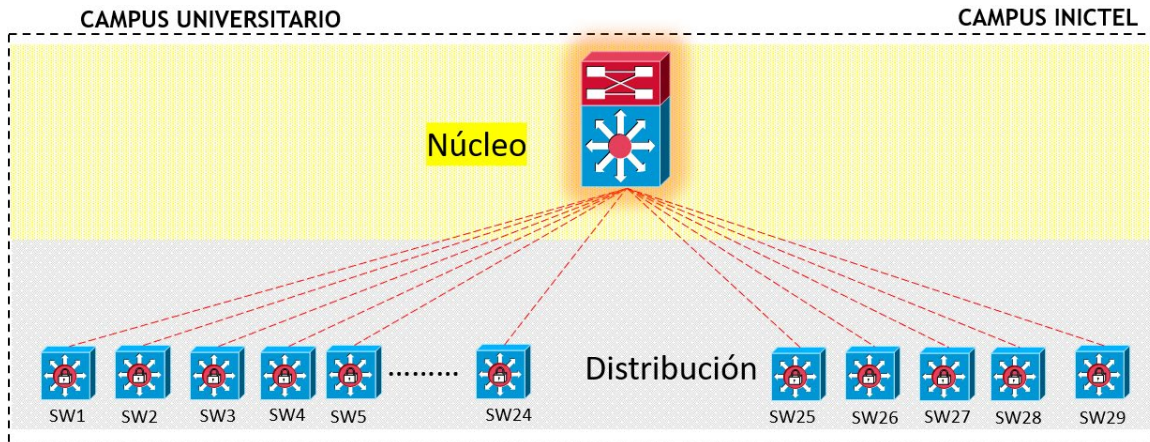 CAMPUS UNIVERSITARIO
CAMPUS INICTEL
Núcleo
Distribución
SW1
SW2
SW3
SW4
SW5
.........
SW24
SW25
SW26
SW27
SW28
SW29